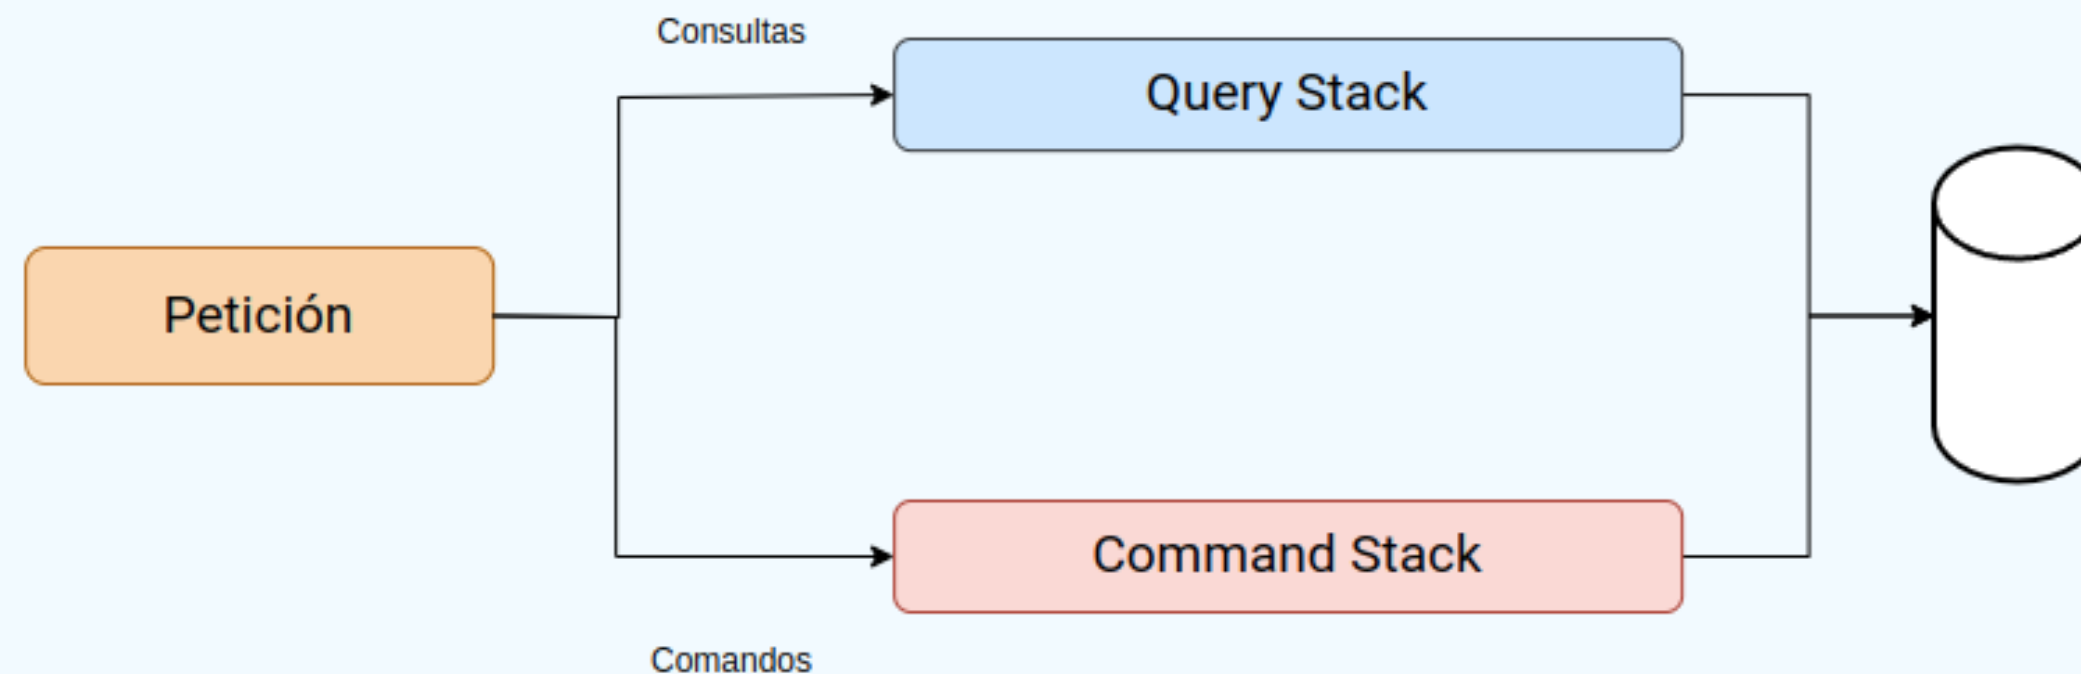 Consultas
Query Stack
Petición
Command Stack
Comandos